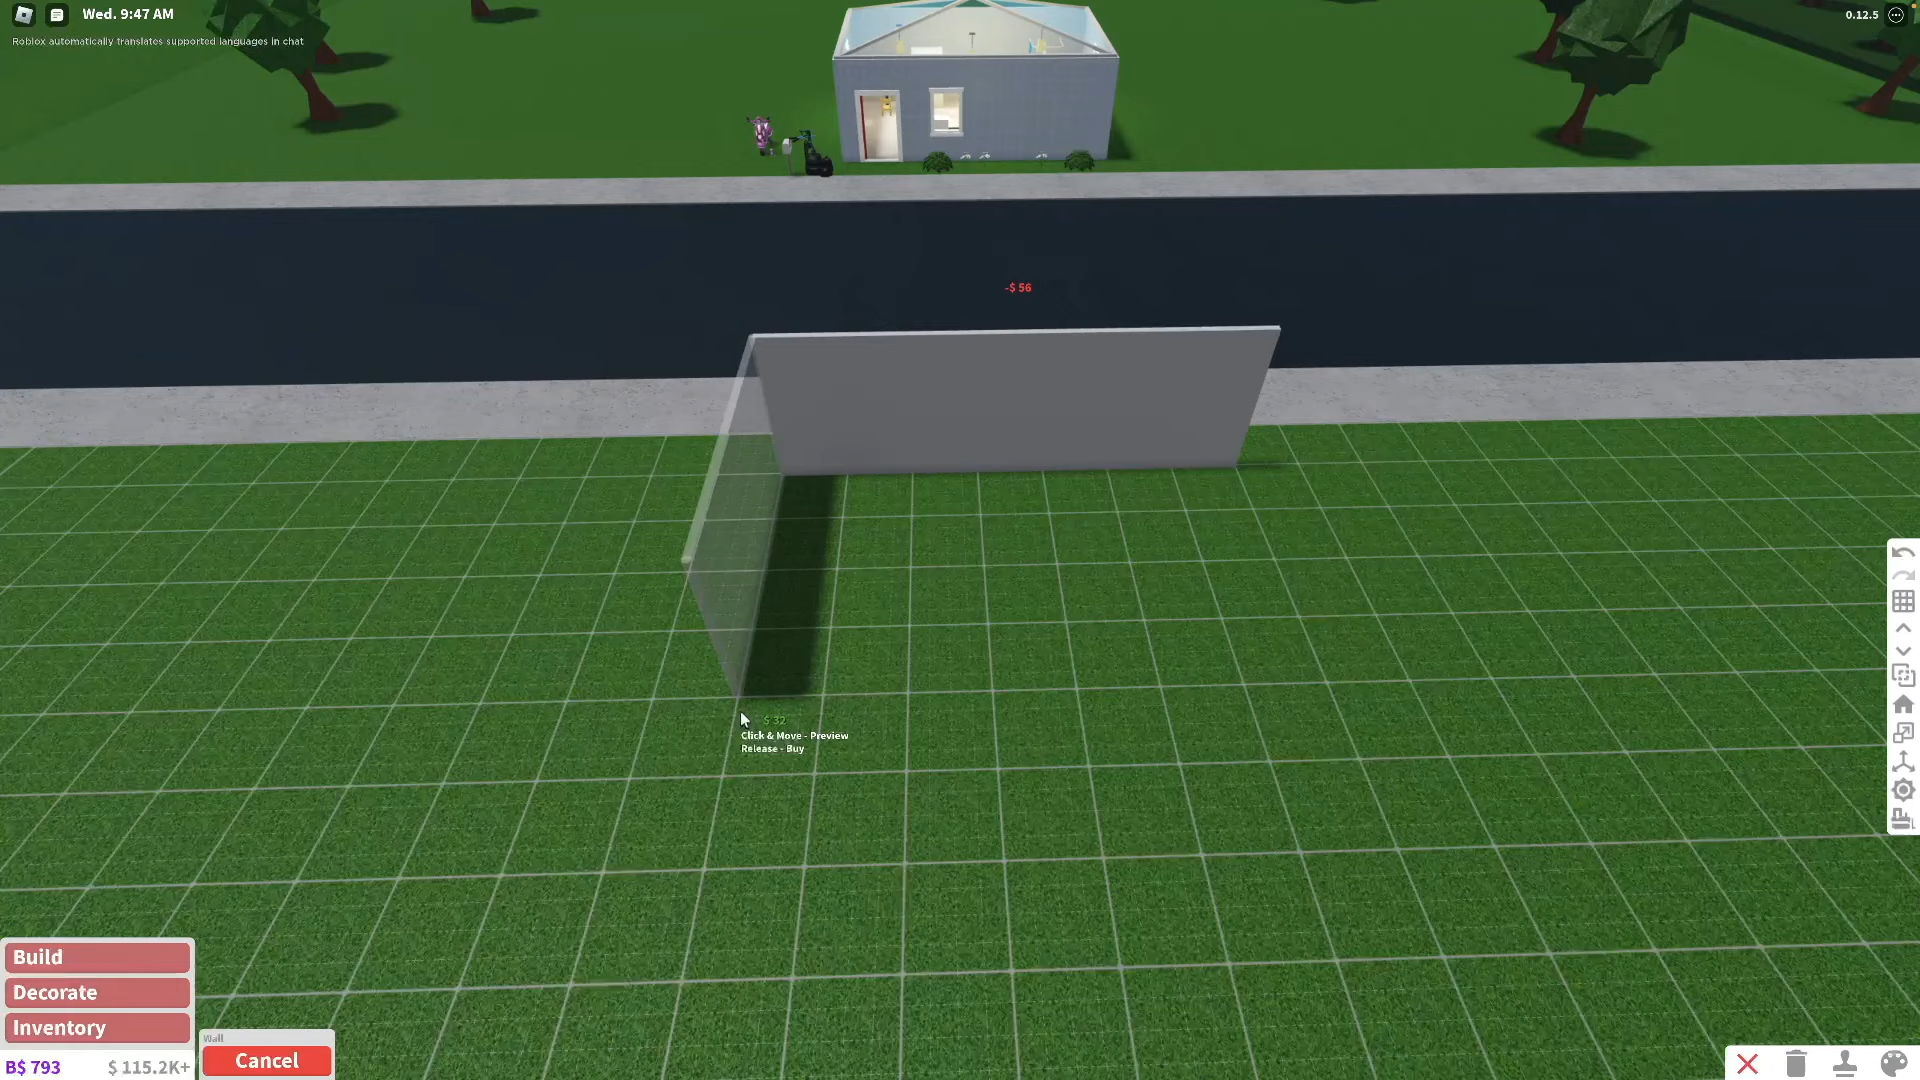 Wed. 9:47 AM
0.12.5
Roblox automatically translates supported languages in chat
-$ 56
$ 32
Click & Move - Preview
Release - Buy
Build
Decorate
Inventory
Wall
Cancel
B$ 793
$ 115.2K+